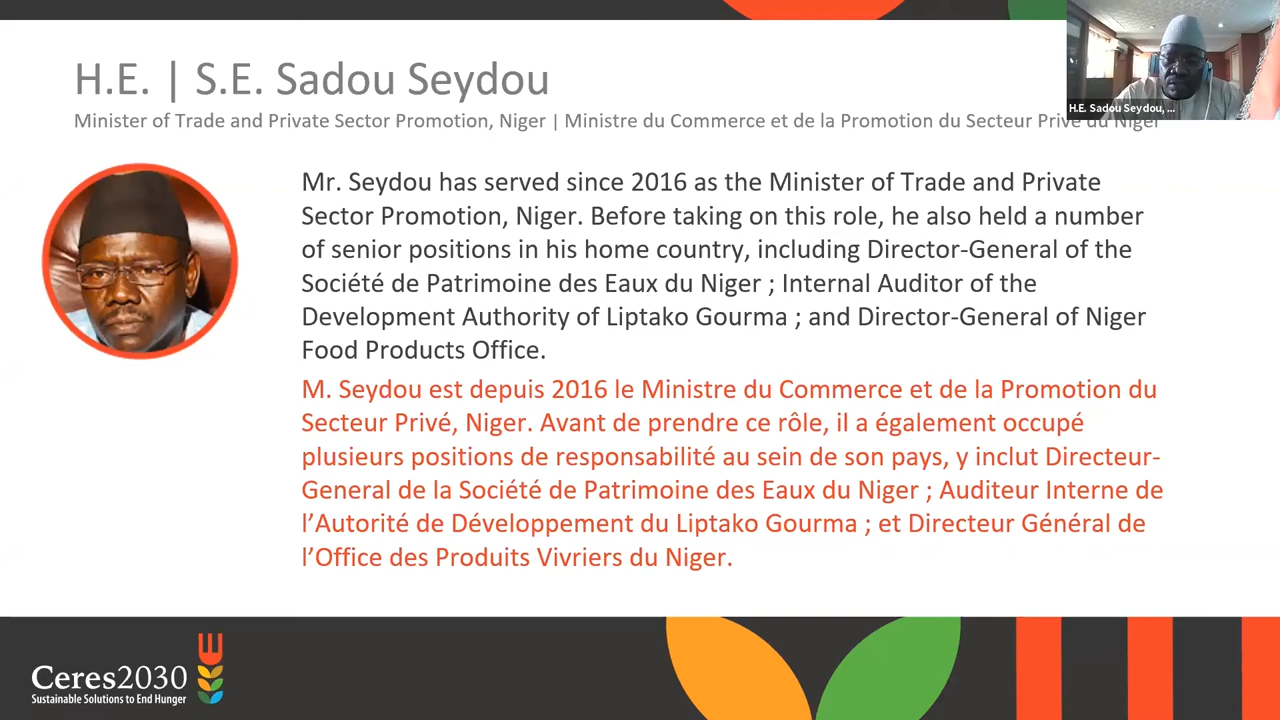 H.E. | S.E. Sadou Seydou
H.E. Sadou Seydou, ...
Minister of Trade and Private Sector Promotion, Niger | Ministre du Commerce et de la Promotion du Secteur Privé du Niger
Mr. Seydou has served since 2016 as the Minister of Trade and Private
Sector Promotion, Niger. Before taking on this role, he also held a number
of senior positions in his home country, including Director-General of the
Société de Patrimoine des Eaux du Niger ; Internal Auditor of the
Development Authority of Liptako Gourma ; and Director-General of Niger
Food Products Office.
M. Seydou est depuis 2016 le Ministre du Commerce et de la Promotion du
Secteur Privé, Niger. Avant de prendre ce rôle, il a également occupé
plusieurs positions de responsabilité au sein de son pays, y inclut Directeur-
General de la Société de Patrimoine des Eaux du Niger ; Auditeur Interne de
l’Autorité de Développement du Liptako Gourma ; et Directeur Général de
l’Office des Produits Vivriers du Niger.
Ceres2030
Sustainable Solutions to End Hunger